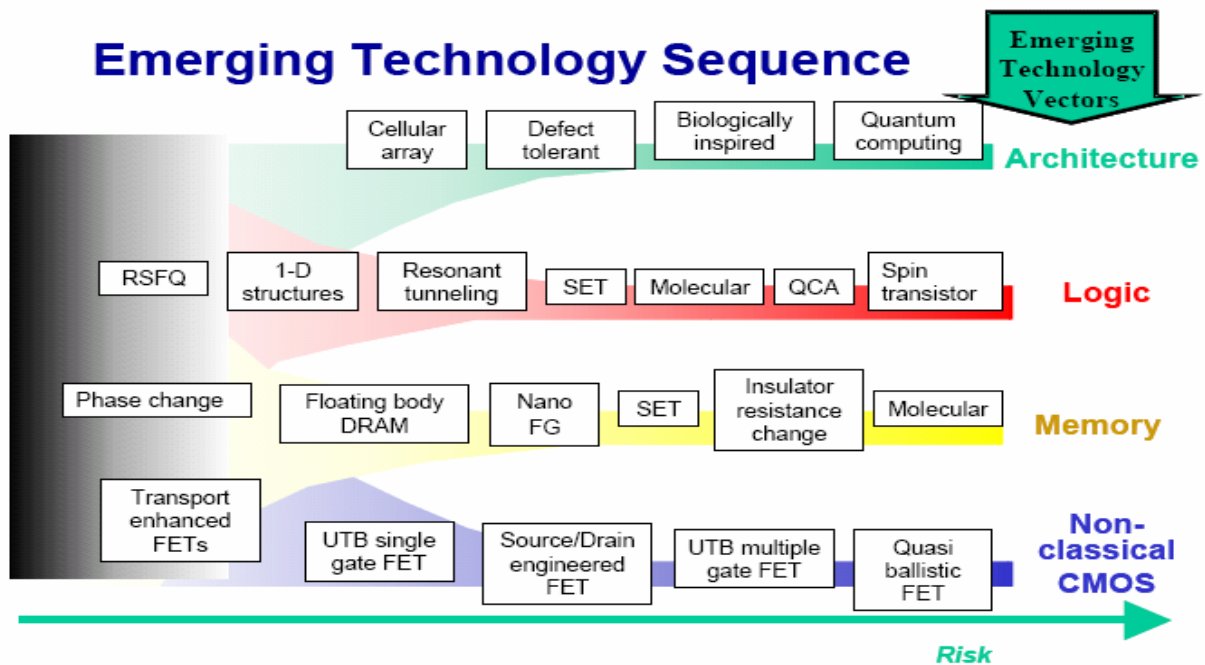 Emerging Technology Sequence
Emerging
Technology
Vectors
Cellular
array
Defect
tolerant
Biologically
inspired
Quantum
computing
Architecture
RSFQ
1-D
structures
Resonant
tunneling
SET
Molecular
QCA
Spin
transistor
Logic
Phase change
Floating body
DRAM
Nano
FG
SET
Insulator
resistance
change
Molecular
Memory
Transport
enhanced
FETs
UTB single
gate FET
Source/Drain
engineered
FET
UTB multiple
gate FET
Quasi
ballistic
FET
Non-
classical
CMOS
Risk